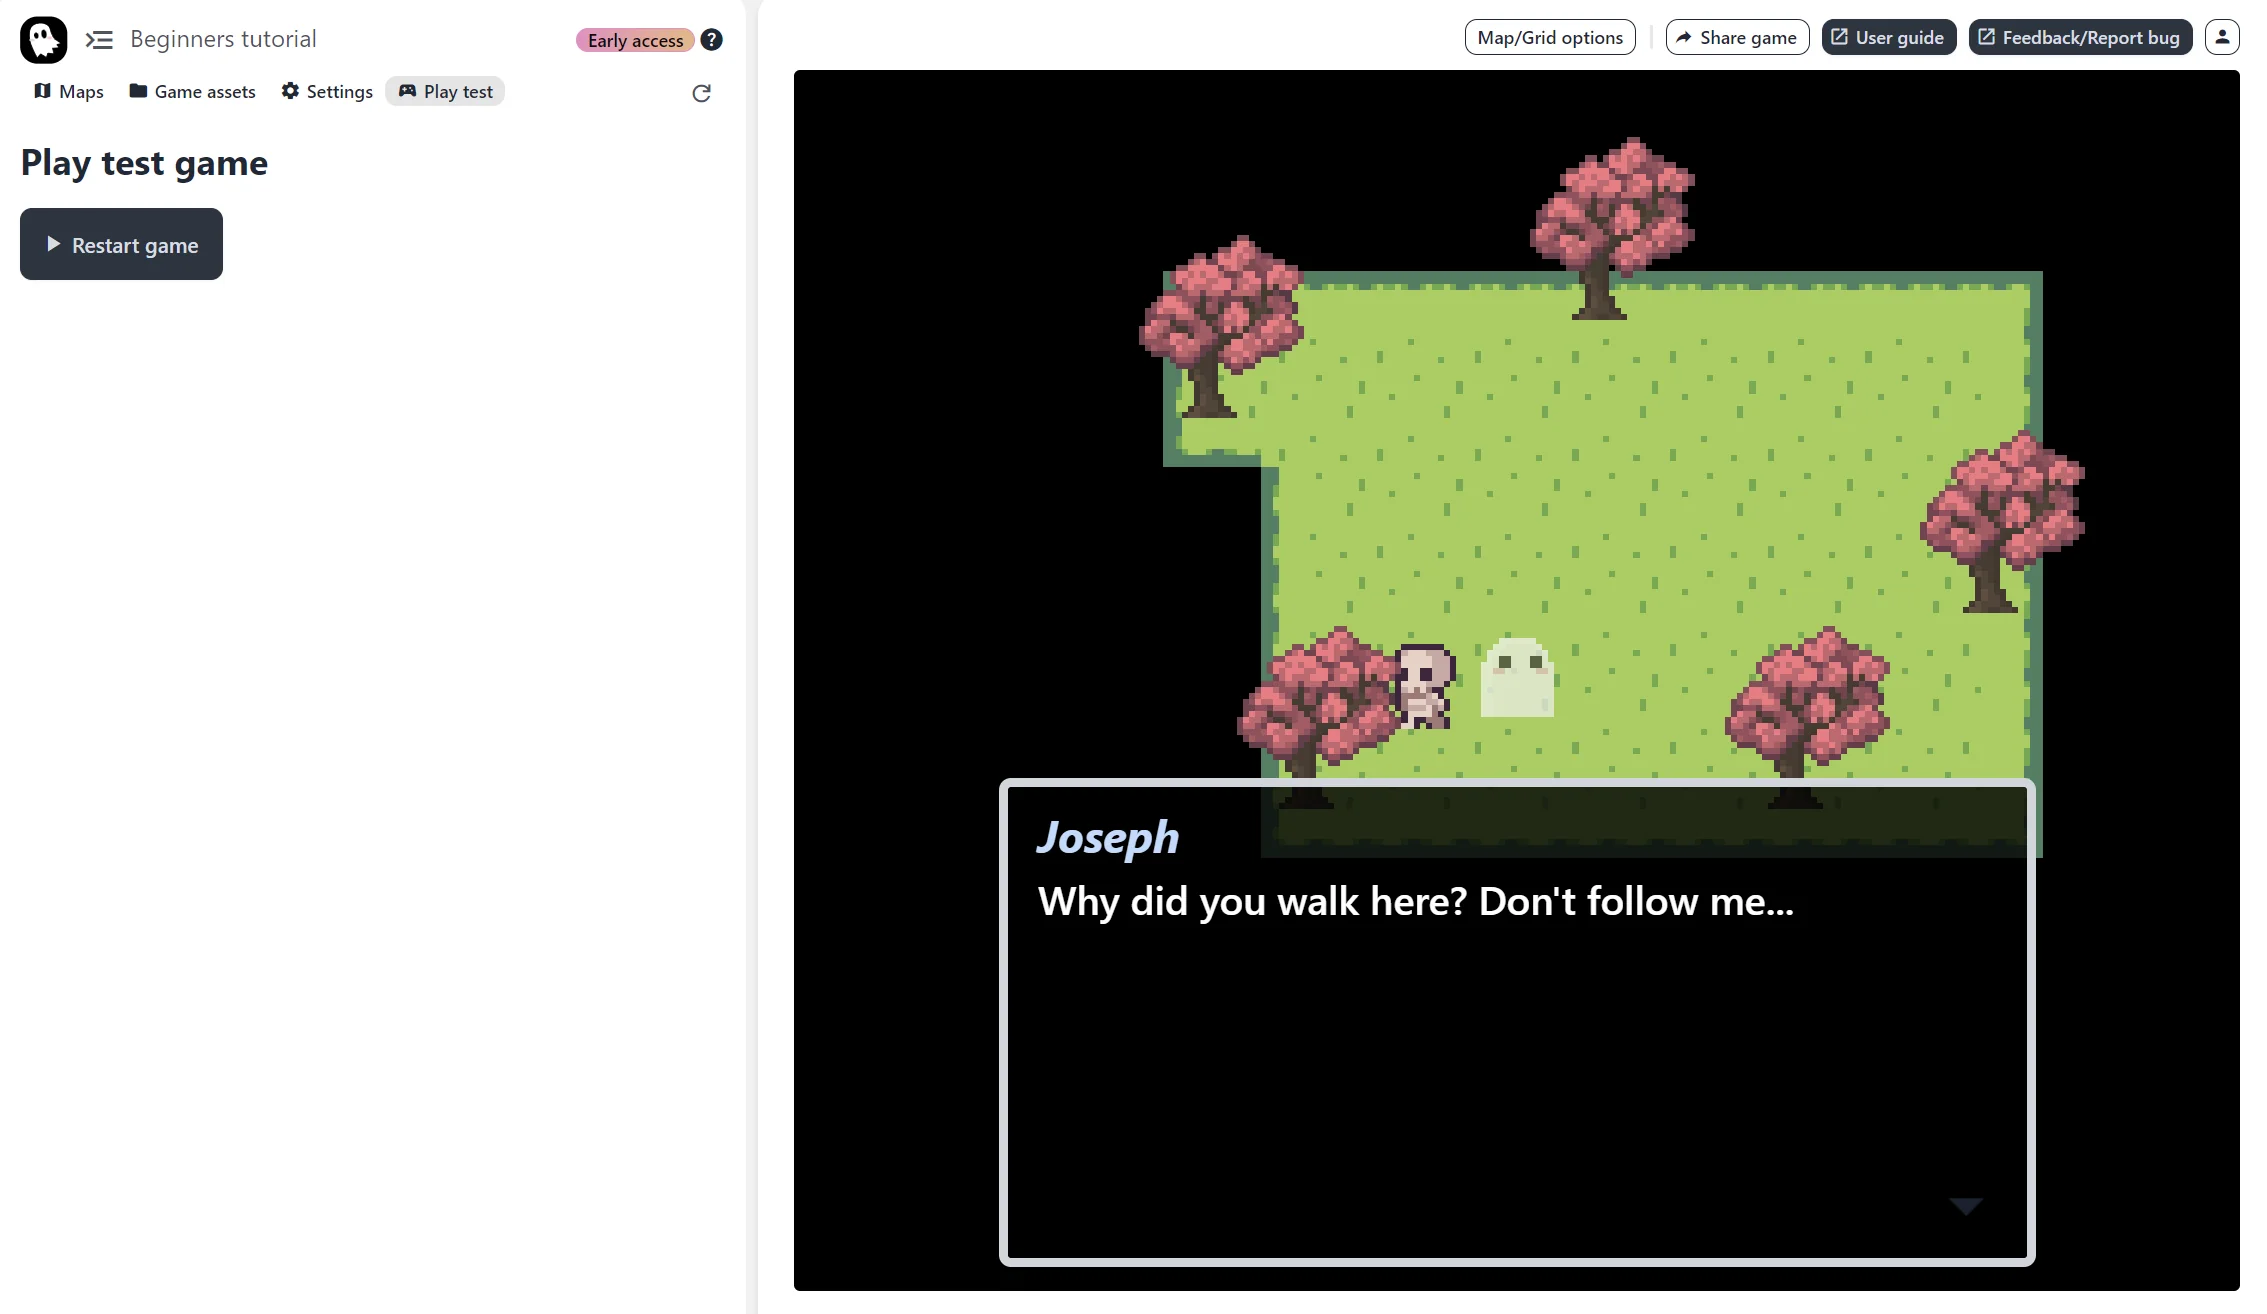 Beginners tutorial
Early access
Maps
Game assets
Settings
Play test
Play test game
Restart game
Map/Grid options
Share game
User guide
Feedback/Report bug
Joseph
Why did you walk here? Don't follow me...